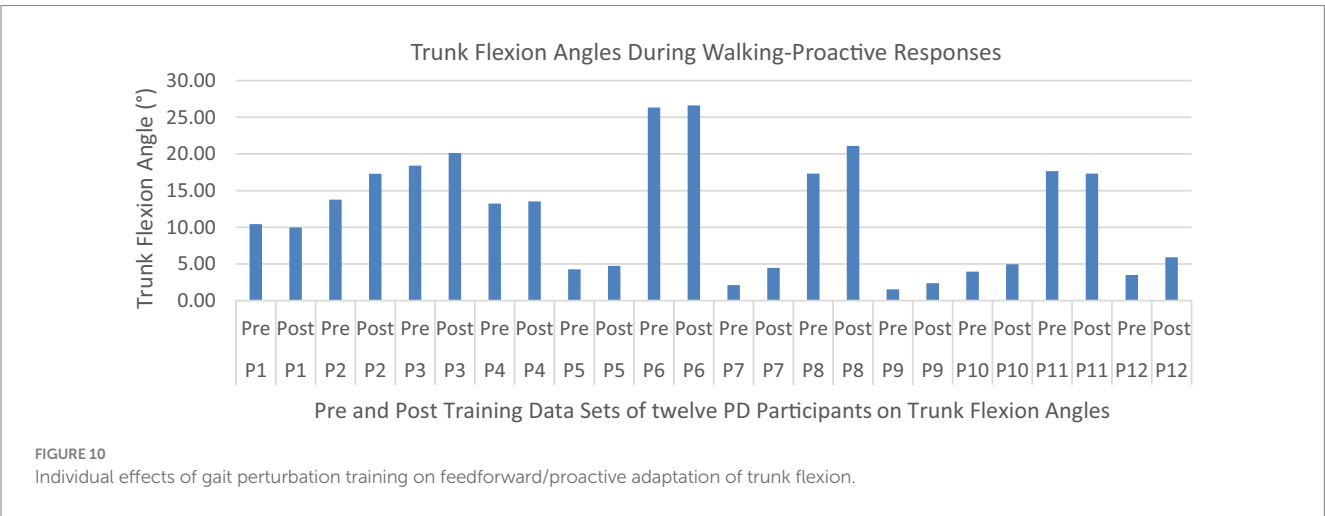 Trunk Flexion Angles During Walking-Proactive Responses
Trunk Flexion Angle (°)
30.00
25.00
20.00
15.00
10.00
5.00
0.00
Pre Post Pre Post Pre Post Pre Post Pre Post Pre Post Pre Post Pre Post Pre Post Pre Post Pre Post Pre Post
P1 P1 P2 P2 P3 P3 P4 P4 P5 P5 P6 P6 P7 P7 P8 P8 P9 P9 P10 P10 P11 P11 P12 P12
Pre and Post Training Data Sets of twelve PD Participants on Trunk Flexion Angles
FIGURE 10
Individual effects of gait perturbation training on feedforward/proactive adaptation of trunk flexion.